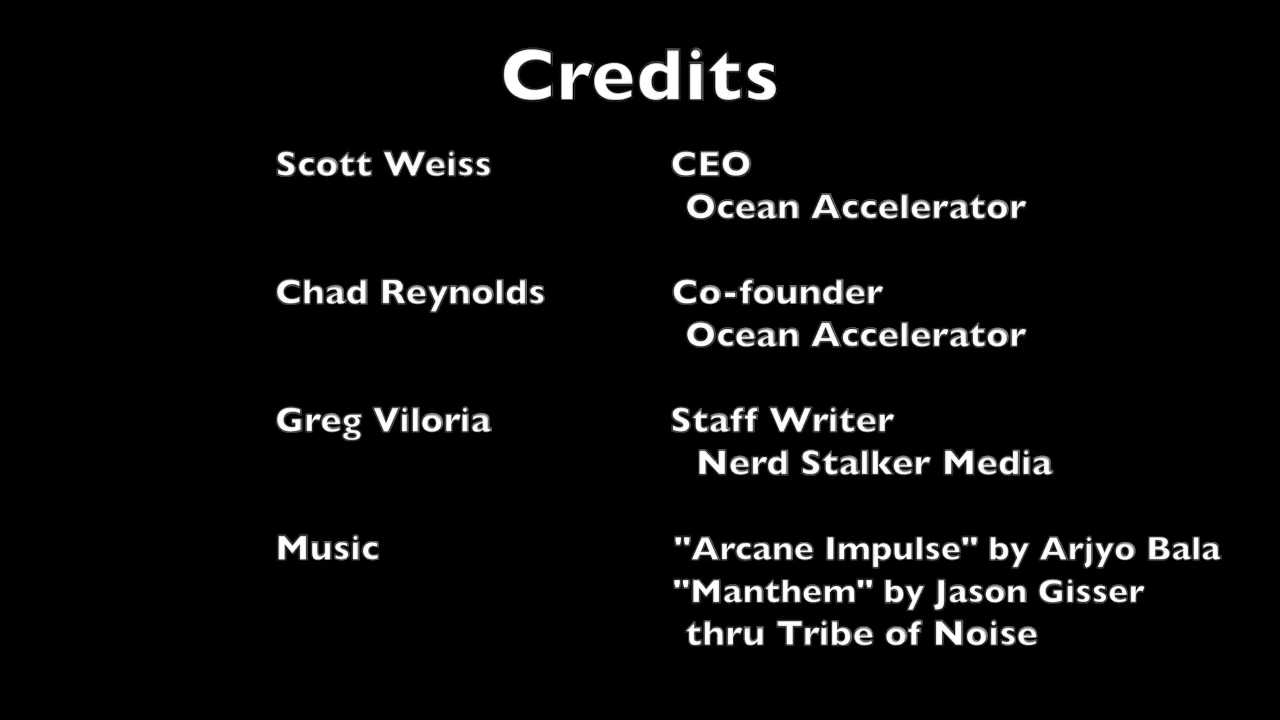 Credits
Scott Weiss CEO
Ocean Accelerator
Chad Reynolds Co-founder
Ocean Accelerator
Greg Viloria Staff Writer
Nerd Stalker Media
Music "Arcane Impulse" by Arjyo Bala
"Manthem" by Jason Gisser
thru Tribe of Noise